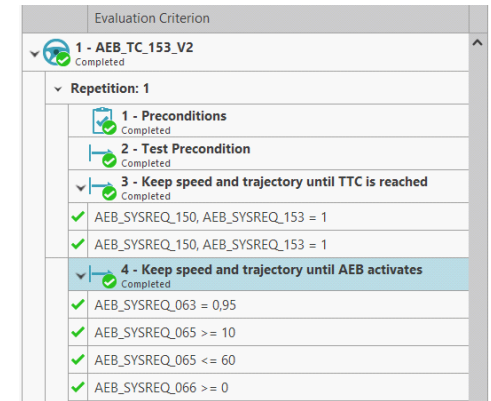 Evaluation Criterion
1 - AEB_TC_153_V2
Completed
Repetition: 1
1 - Preconditions
Completed
2 - Test Precondition
Completed
3 - Keep speed and trajectory until TTC is reached
Completed
AEB_SYSREQ_150, AEB_SYSREQ_153 = 1
AEB_SYSREQ_150, AEB_SYSREQ_153 = 1
4 - Keep speed and trajectory until AEB activates
Completed
AEB_SYSREQ_063 = 0,95
AEB_SYSREQ_065 >= 10
AEB_SYSREQ_065 <= 60
AEB_SYSREQ_066 >= 0